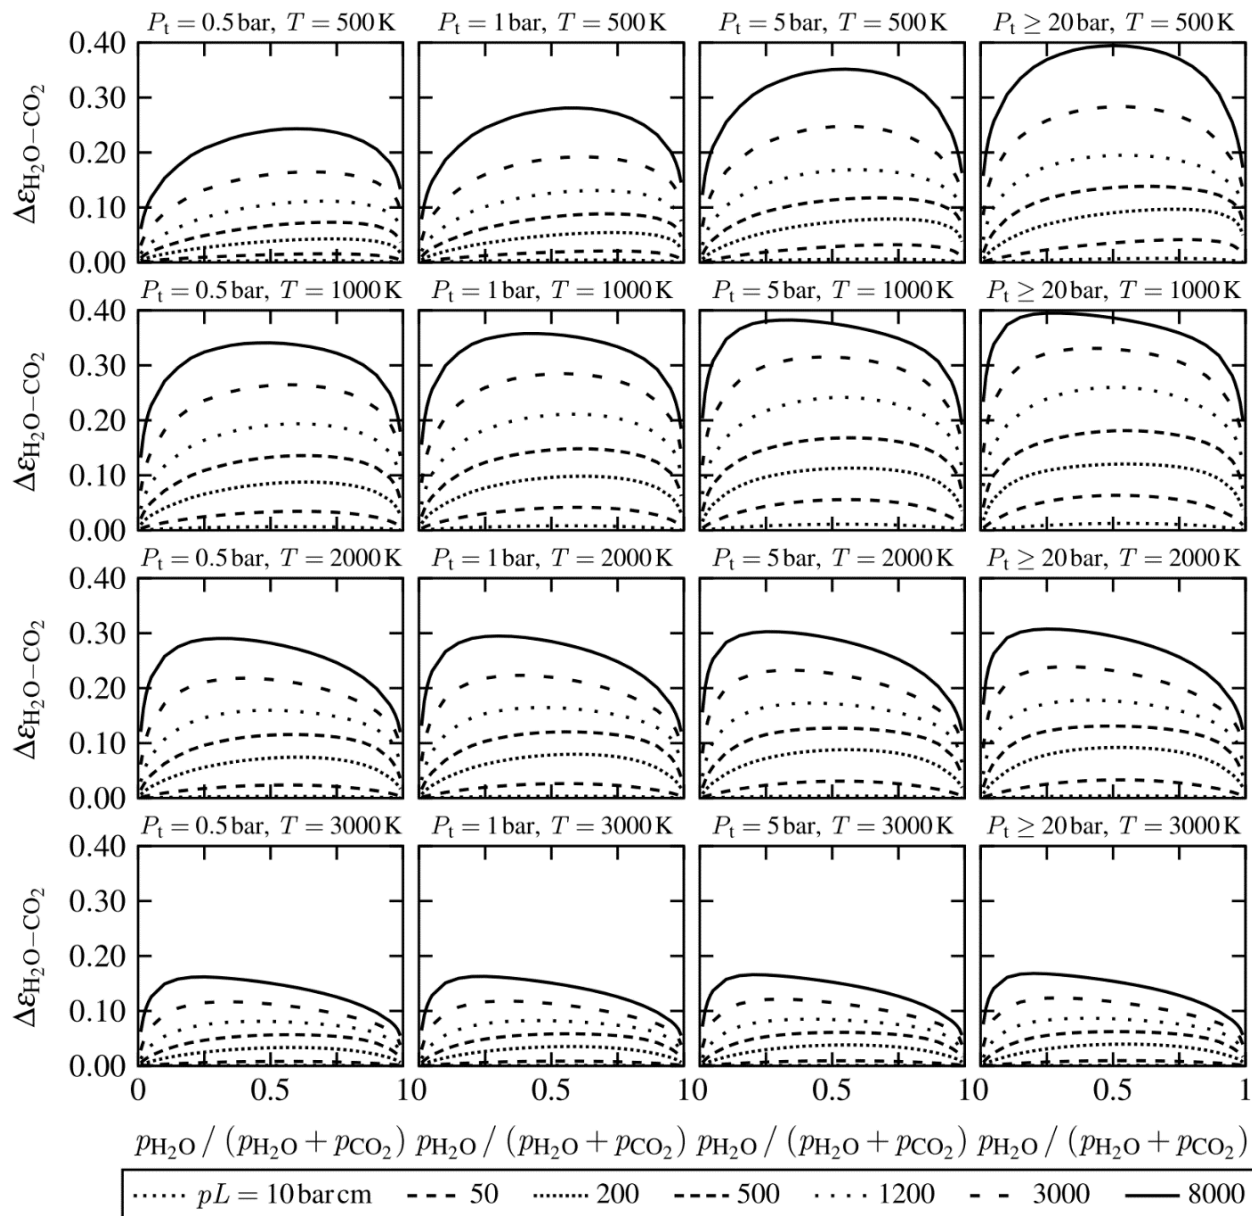 P_t = 0.5 bar, T = 500 K P_t = 1 bar, T = 500 K P_t = 5 bar, T = 500 K P_t ≥ 20 bar, T = 500 K
0.40
0.30
0.20
0.10
0.00
Δε_H₂O−CO₂
P_t = 0.5 bar, T = 1000 K P_t = 1 bar, T = 1000 K P_t = 5 bar, T = 1000 K P_t ≥ 20 bar, T = 1000 K
0.40
0.30
0.20
0.10
0.00
Δε_H₂O−CO₂
P_t = 0.5 bar, T = 2000 K P_t = 1 bar, T = 2000 K P_t = 5 bar, T = 2000 K P_t ≥ 20 bar, T = 2000 K
0.40
0.30
0.20
0.10
0.00
Δε_H₂O−CO₂
P_t = 0.5 bar, T = 3000 K P_t = 1 bar, T = 3000 K P_t = 5 bar, T = 3000 K P_t ≥ 20 bar, T = 3000 K
0.40
0.30
0.20
0.10
0.00
Δε_H₂O−CO₂
0 0.5 1 0 0.5 1 0 0.5 1 0 0.5 1
p_H₂O / (p_H₂O + p_CO₂) p_H₂O / (p_H₂O + p_CO₂) p_H₂O / (p_H₂O + p_CO₂) p_H₂O / (p_H₂O + p_CO₂)
pL = 10 bar cm 50 200 500 1200 3000 8000